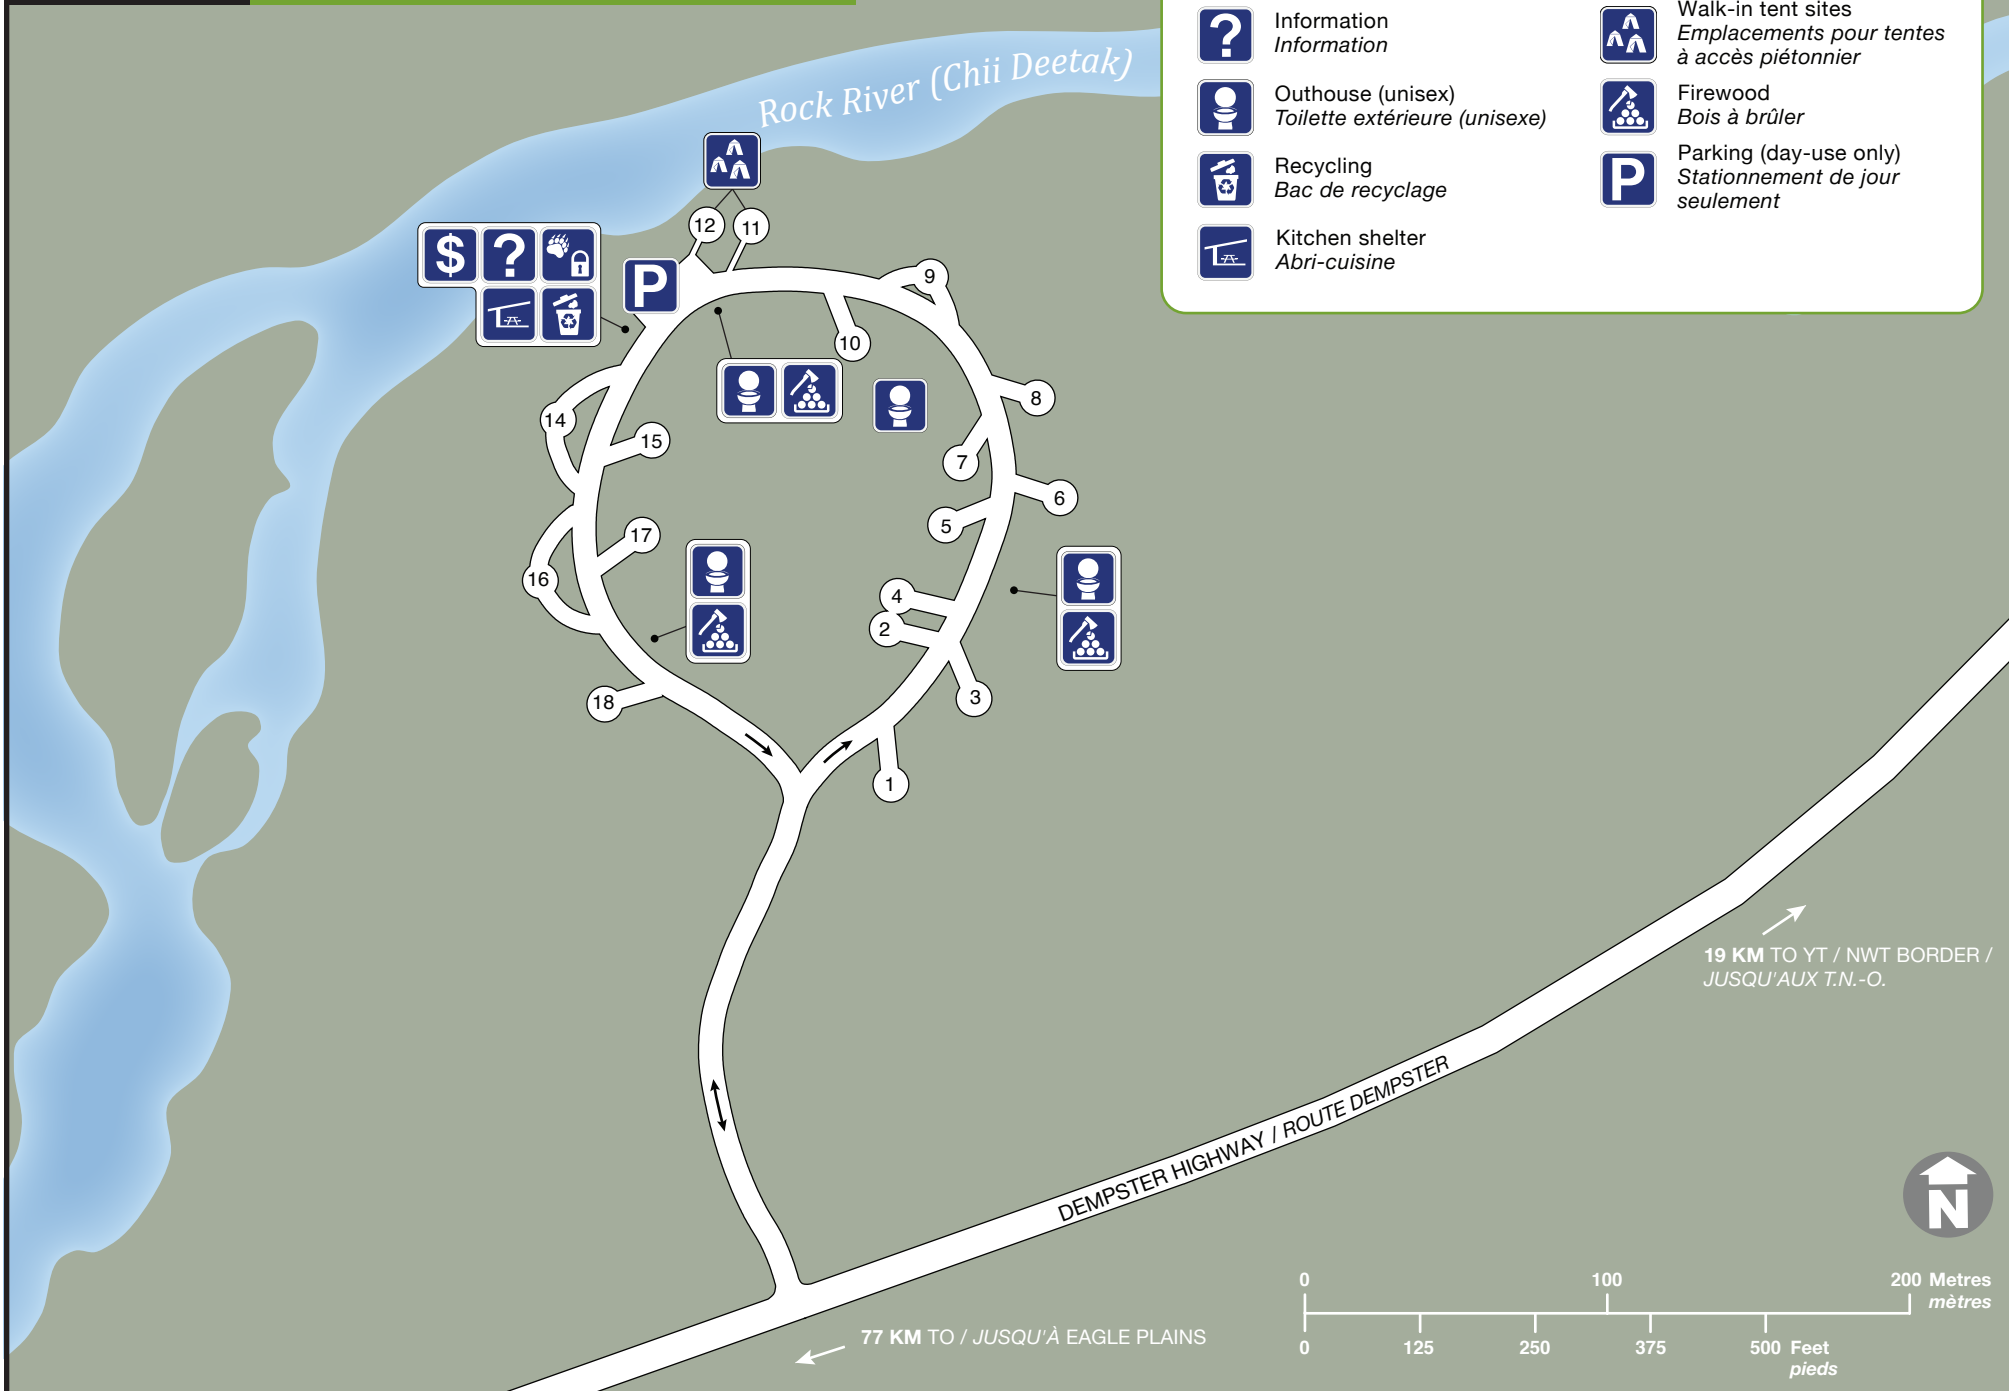 Information
Information
Outhouse (unisex)
Toilette extérieure (unisexe)
Recycling
Bac de recyclage
Kitchen shelter
Abri-cuisine
Walk-in tent sites
Emplacements pour tentes
à accès piétonnier
Firewood
Bois à brûler
P
Parking (day-use only)
Stationnement de jour
seulement
?
Rock River (Chii Deetak)
12
11
$ ?
P
9
10
14
15
8
7
6
5
17
16
4
2
3
18
1
19 KM TO YT / NWT BORDER /
JUSQU'AUX T.N.-O.
DEMPSTER HIGHWAY / ROUTE DEMPSTER
N
77 KM TO / JUSQU'À EAGLE PLAINS
0 100 200 Metres
mètres
0 125 250 375 500 Feet
pieds